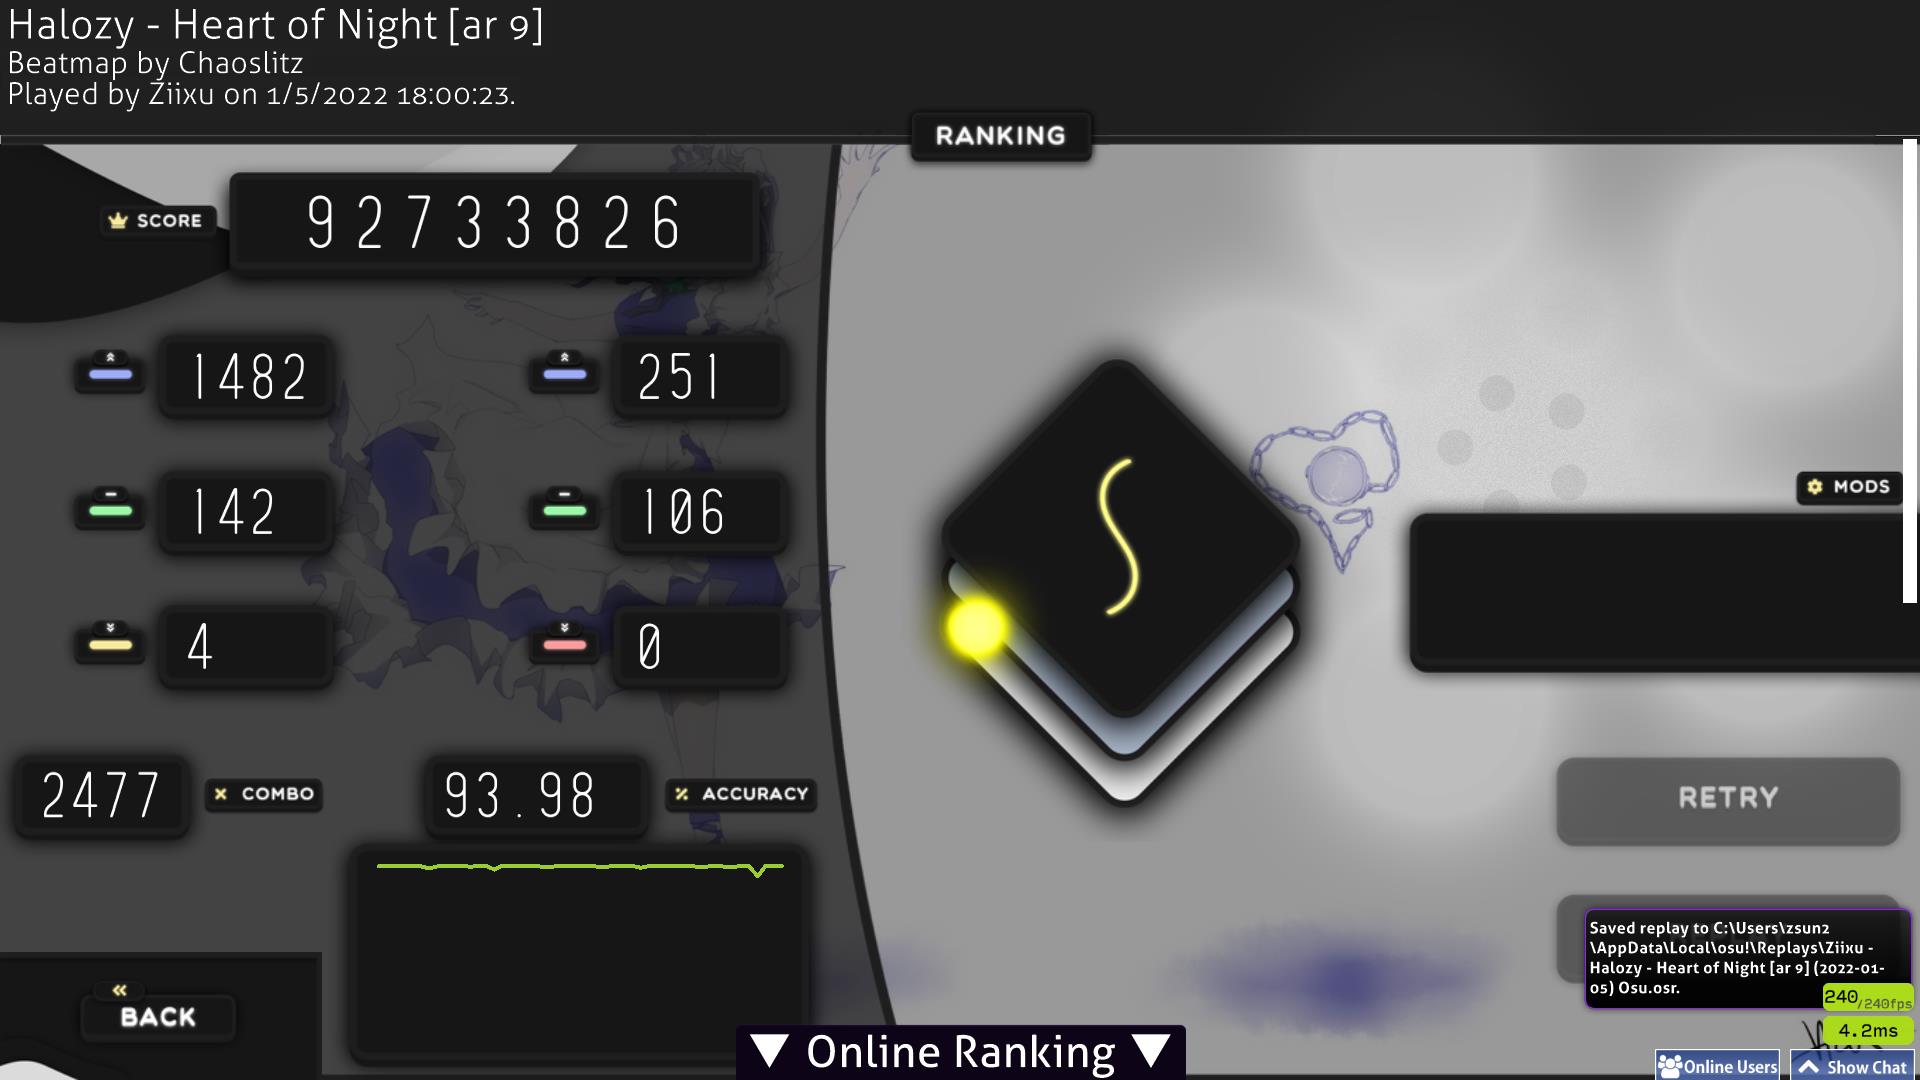 Halozy - Heart of Night [ar 9]
Beatmap by Chaoslitz
Played by Ziixu on 1/5/2022 18:00:23.
RANKING
SCORE
92733826
1482
251
142
106
4
0
MODS
S
2477
COMBO
93.98
ACCURACY
RETRY
Saved replay to C:\Users\zsun2
\AppData\Local\osu!\Replays\Ziixu -
Halozy - Heart of Night [ar 9] (2022-01-
05) Osu.osr.
240/240fps
4.2ms
BACK
▼ Online Ranking ▼
Online Users
Show Chat